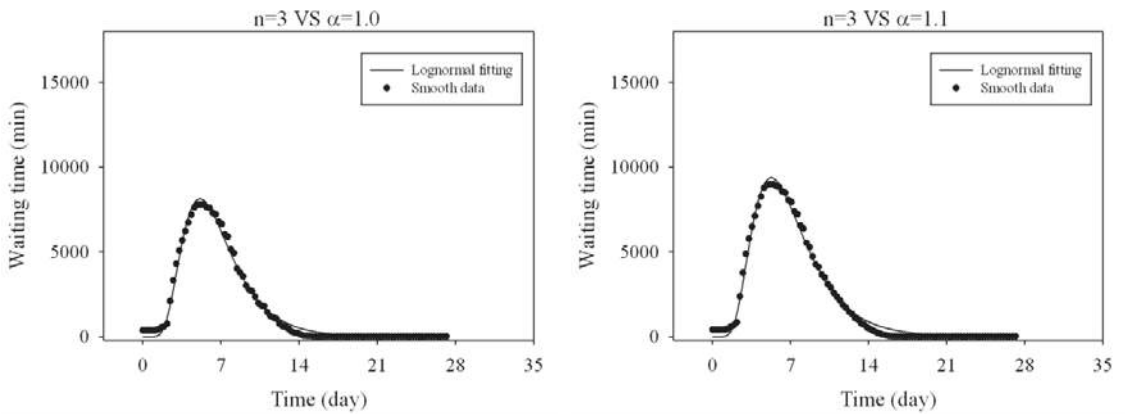 n=3 VS α=1.0
Waiting time (min)
15000
10000
5000
0
Lognormal fitting
Smooth data
0 7 14 21 28 35
Time (day)
n=3 VS α=1.1
Waiting time (min)
15000
10000
5000
0
Lognormal fitting
Smooth data
0 7 14 21 28 35
Time (day)